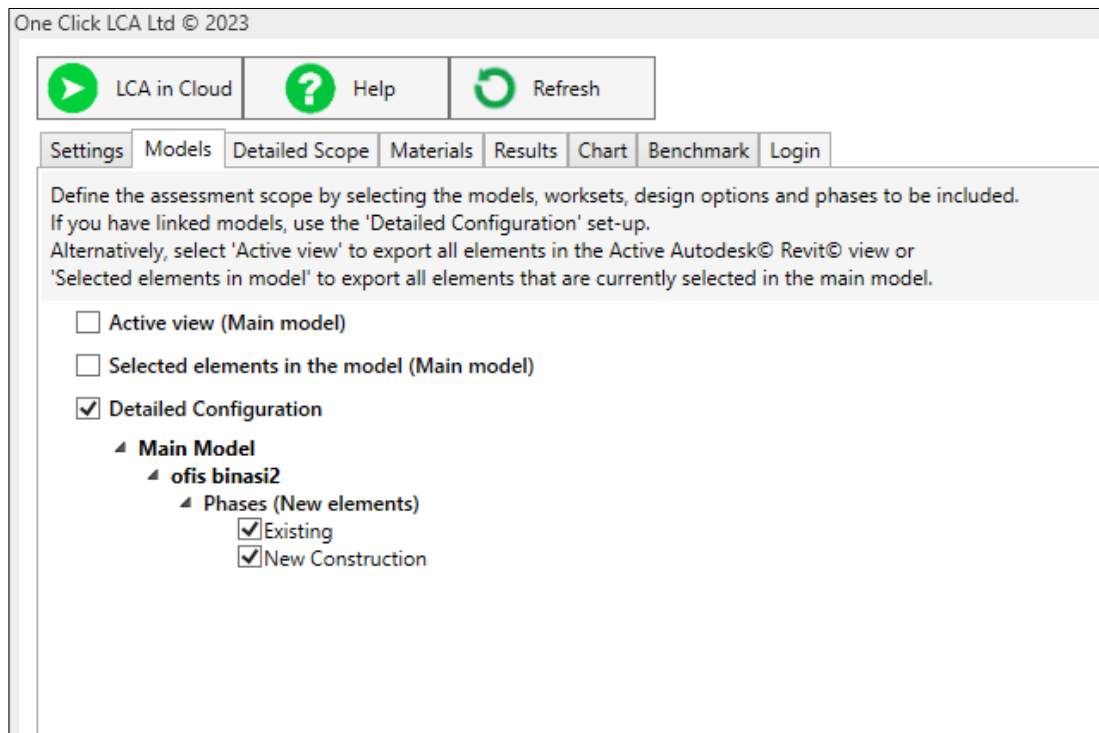 One Click LCA Ltd © 2023
LCA in Cloud Help Refresh
Settings Models Detailed Scope Materials Results Chart Benchmark Login
Define the assessment scope by selecting the models, worksets, design options and phases to be included.
If you have linked models, use the 'Detailed Configuration' set-up.
Alternatively, select 'Active view' to export all elements in the Active Autodesk© Revit© view or
'Selected elements in model' to export all elements that are currently selected in the main model.
Active view (Main model)
Selected elements in the model (Main model)
Detailed Configuration
Main Model
ofis binasi2
Phases (New elements)
Existing
New Construction